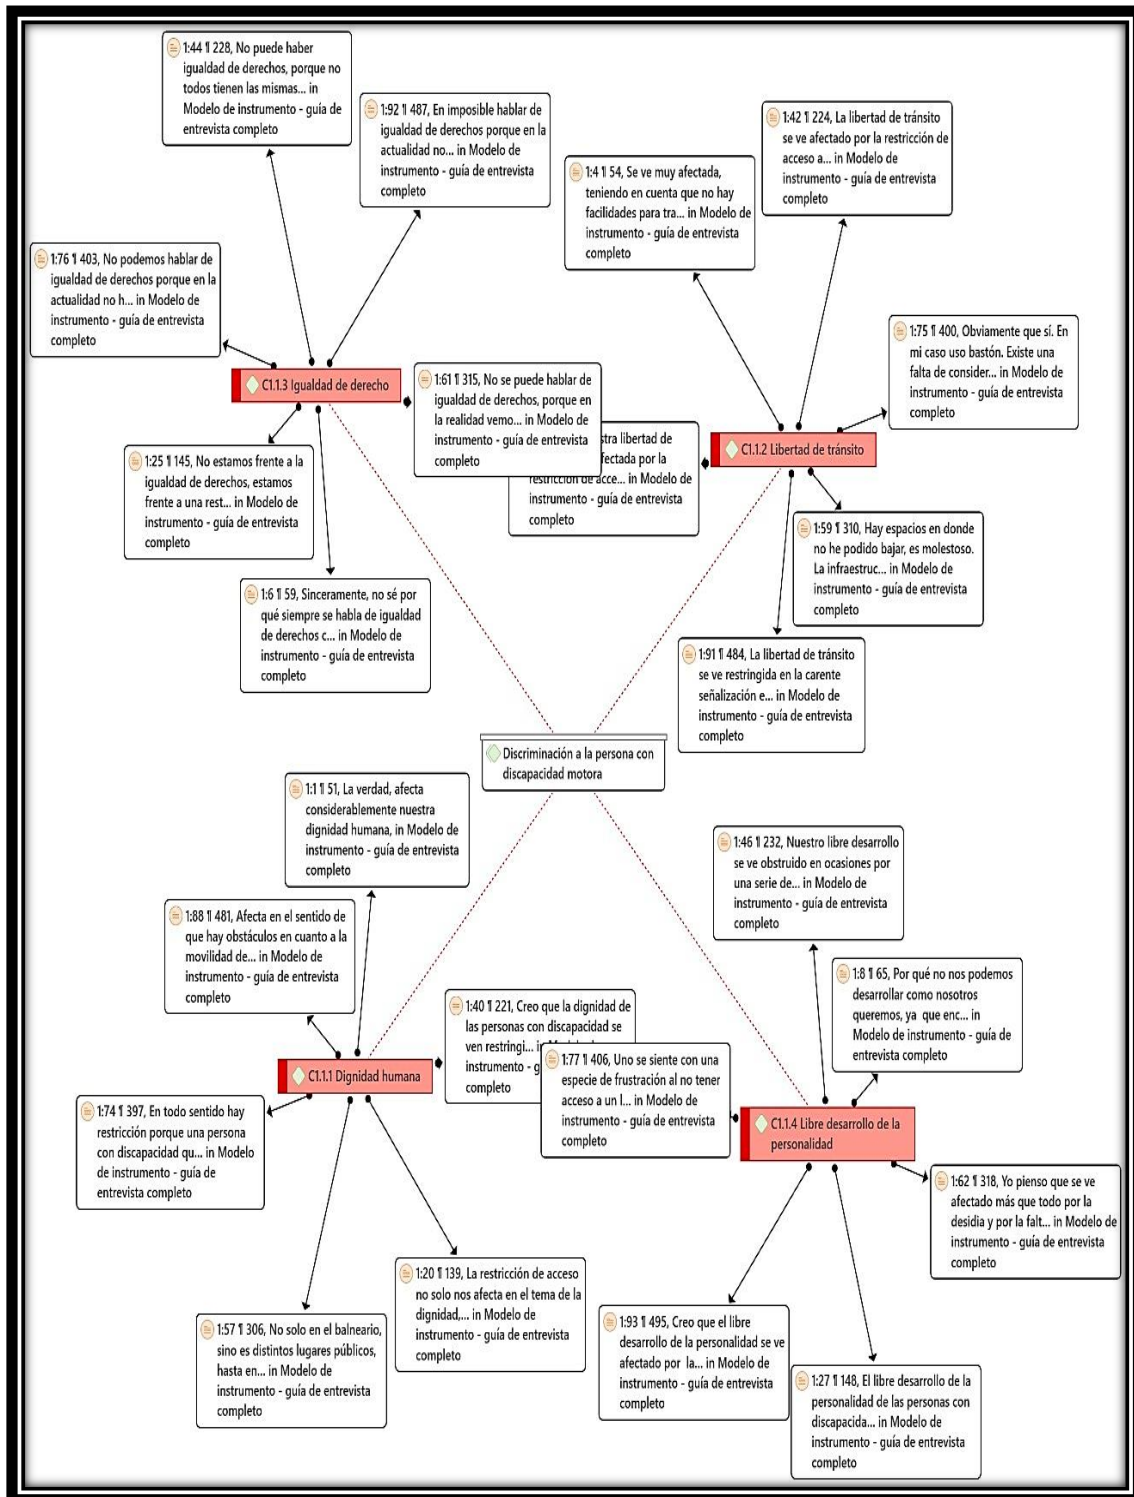 1:44 ¶ 228, No puede haber
igualdad de derechos, porque no
todos tienen las mismas... in
Modelo de instrumento - guía de
entrevista completo
1:92 ¶ 487, En imposible hablar de
igualdad de derechos porque en la
actualidad no... in Modelo de
instrumento - guía de entrevista
completo
1:42 ¶ 224, La libertad de tránsito
se ve afectado por la restricción de
acceso a... in Modelo de
instrumento - guía de entrevista
completo
1:4 ¶ 54, Se ve muy afectada,
teniendo en cuenta que no hay
facilidades para tra... in Modelo de
instrumento - guía de entrevista
completo
1:76 ¶ 403, No podemos hablar de
igualdad de derechos porque en la
actualidad no h... in Modelo de
instrumento - guía de entrevista
completo
1:75 ¶ 400, Obviamente que sí. En
mi caso uso bastón. Existe una
falta de consider... in Modelo de
instrumento - guía de entrevista
completo
C1.1.3 Igualdad de derecho
1:61 ¶ 315, No se puede hablar de
igualdad de derechos, porque en
la realidad vemo... in Modelo de
instrumento - guía de entrevista
completo
stra libertad de
fectada por la
restricción de acce... in Modelo de
instrumento - guía de entrevista
completo
C1.1.2 Libertad de tránsito
1:25 ¶ 145, No estamos frente a la
igualdad de derechos, estamos
frente a una rest... in Modelo de
instrumento - guía de entrevista
completo
1:59 ¶ 310, Hay espacios en donde
no he podido bajar, es molestoso.
La infraestruc... in Modelo de
instrumento - guía de entrevista
completo
1:6 ¶ 59, Sinceramente, no sé por
qué siempre se habla de igualdad
de derechos c... in Modelo de
instrumento - guía de entrevista
completo
1:91 ¶ 484, La libertad de tránsito
se ve restringida en la carente
señalización e... in Modelo de
instrumento - guía de entrevista
completo
Discriminación a la persona con
discapacidad motora
1:1 ¶ 51, La verdad, afecta
considerablemente nuestra
dignidad humana, in Modelo de
instrumento - guía de entrevista
completo
1:46 ¶ 232, Nuestro libre desarrollo
se ve obstruido en ocasiones por
una serie de... in Modelo de
instrumento - guía de entrevista
completo
1:88 ¶ 481, Afecta en el sentido de
que hay obstáculos en cuanto a la
movilidad de... in Modelo de
instrumento - guía de entrevista
completo
1:8 ¶ 65, Por qué no nos podemos
desarrollar como nosotros
queremos, ya que enc... in
Modelo de instrumento - guía de
entrevista completo
1:40 ¶ 221, Creo que la dignidad de
las personas con discapacidad se
ven restringi... in
instrumento - g
completo
1:77 ¶ 406, Uno se siente con una
especie de frustración al no tener
acceso a un l... in Modelo de
instrumento - guía de entrevista
completo
C1.1.1 Dignidad humana
1:74 ¶ 397, En todo sentido hay
restricción porque una persona
con discapacidad qu... in Modelo
de instrumento - guía de
entrevista completo
C1.1.4 Libre desarrollo de la
personalidad
1:62 ¶ 318, Yo pienso que se ve
afectado más que todo por la
desidia y por la falt... in Modelo de
instrumento - guía de entrevista
completo
1:20 ¶ 139, La restricción de acceso
no solo nos afecta en el tema de la
dignidad,... in Modelo de
instrumento - guía de entrevista
completo
1:57 ¶ 306, No solo en el balneario,
sino es distintos lugares públicos,
hasta en... in Modelo de
instrumento - guía de entrevista
completo
1:93 ¶ 495, Creo que el libre
desarrollo de la personalidad se ve
afectado por la... in Modelo de
instrumento - guía de entrevista
completo
1:27 ¶ 148, El libre desarrollo de la
personalidad de las personas con
discapacida... in Modelo de
instrumento - guía de entrevista
completo